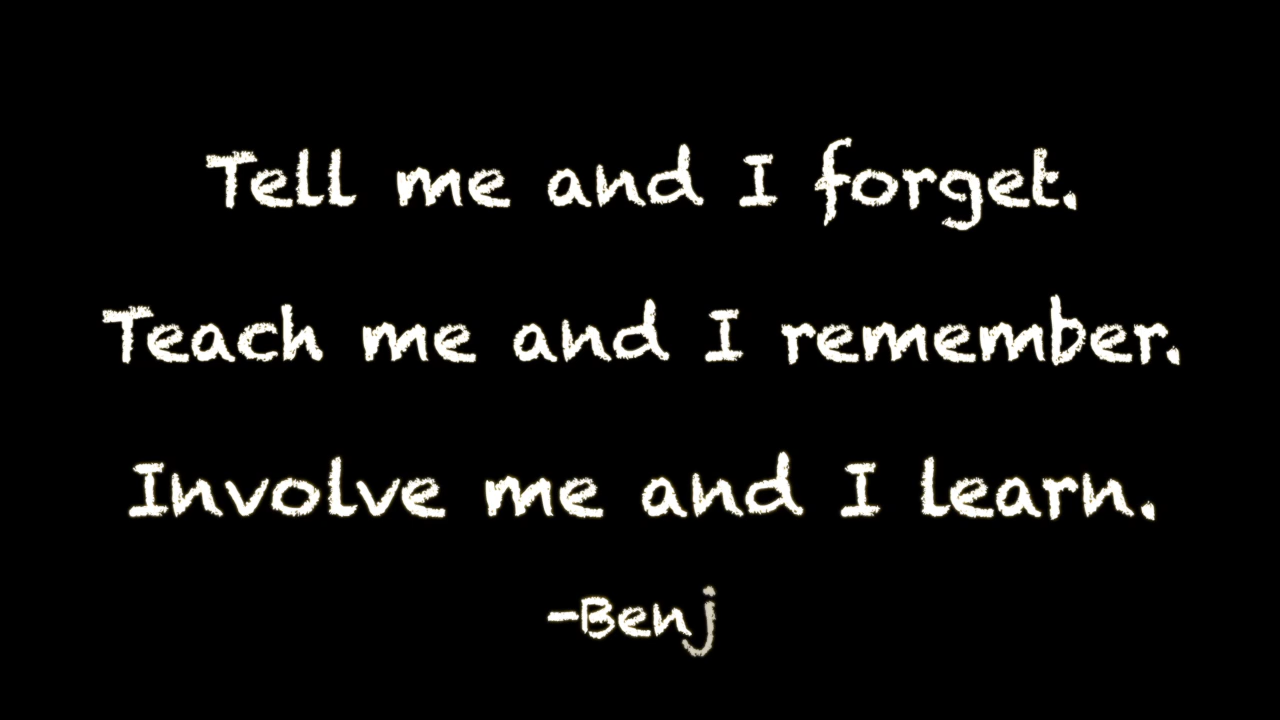 Tell me and I forget.
Teach me and I remember.
Involve me and I learn.
-Benj